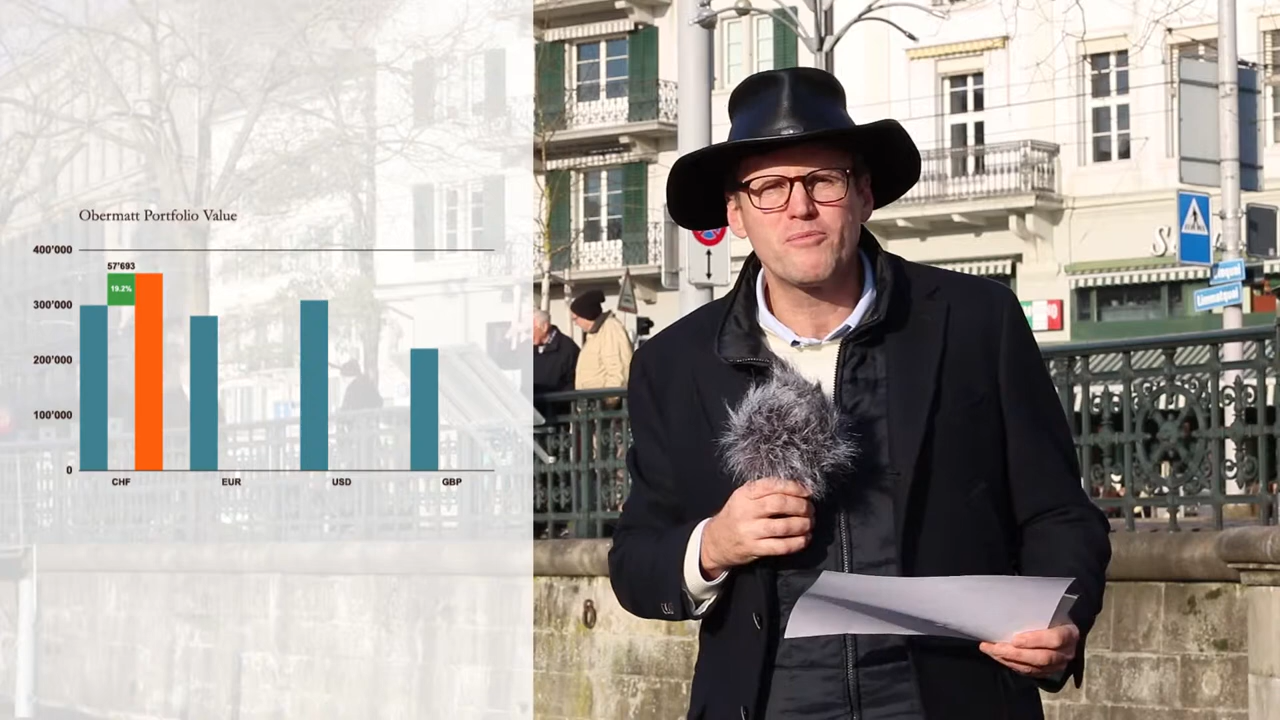 Obermatt Portfolio Value
400'000
57'693
19.2%
300'000
200'000
100'000
0
CHF EUR USD GBP
S
Limmatquai